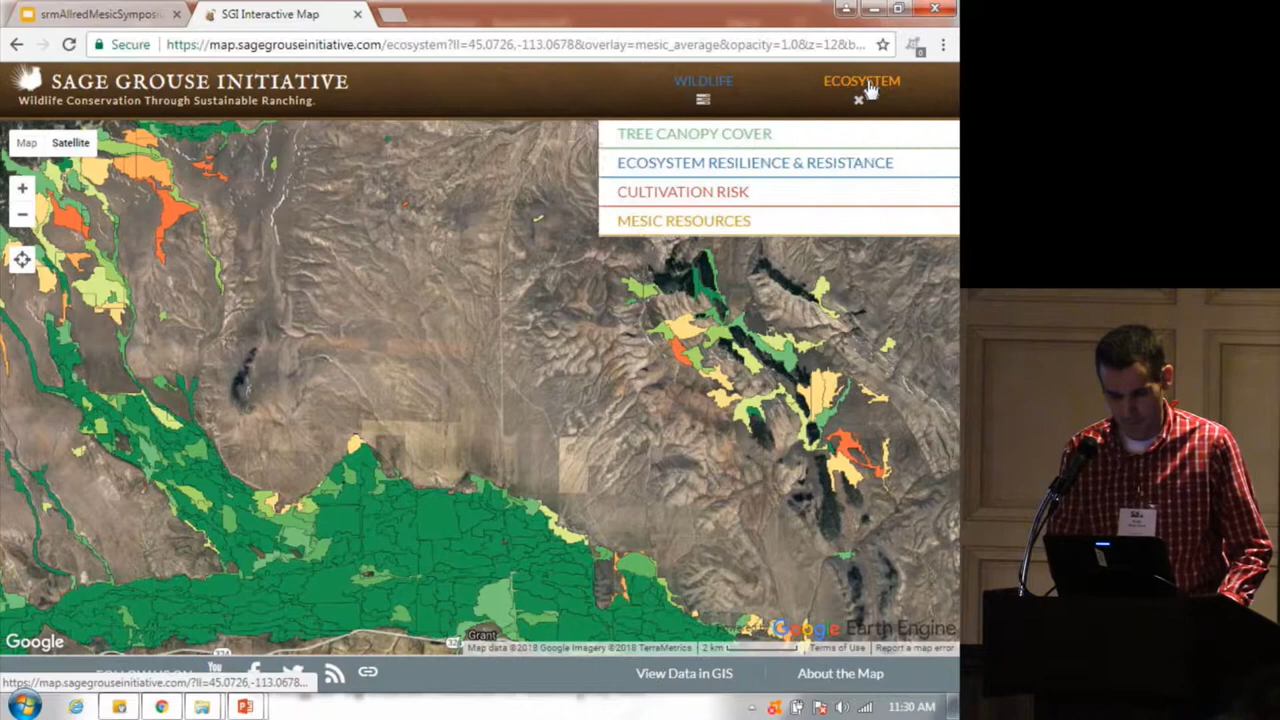 srmAllredMesicSymposi
SGI Interactive Map
Secure
https://map.sagegrouseinitiative.com/ecosystem?ll=45.0726,-113.0678&overlay=mesic_average&opacity=1.0&z=12&b...
0
SAGE GROUSE INITIATIVE
Wildlife Conservation Through Sustainable Ranching.
WILDLIFE
ECOSYSTEM
Map
Satellite
TREE CANOPY COVER
ECOSYSTEM RESILIENCE & RESISTANCE
CULTIVATION RISK
MESIC RESOURCES
Grant
324
Google
Google Earth Engine
Map data ©2018 Google Imagery ©2018 TerraMetrics
2 km
Terms of Use
Report a map error
You
View Data in GIS
About the Map
https://map.sagegrouseinitiative.com/?ll=45.0726,-113.0678...
11:30 AM